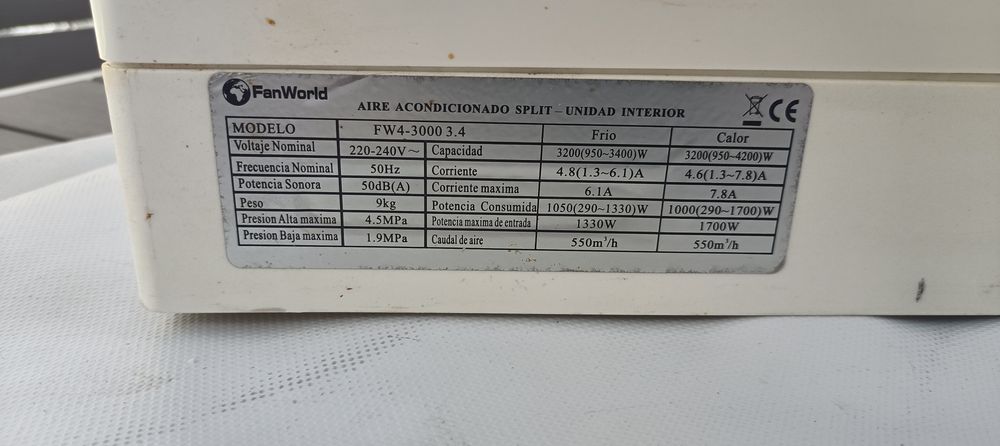 FanWorld
AIRE ACONDICIONADO SPLIT – UNIDAD INTERIOR
CE
MODELO FW4-3000 3.4 Frio Calor
Voltaje Nominal 220-240V~ Capacidad 3200(950~3400)W 3200(950~4200)W
Frecuencia Nominal 50Hz Corriente 4.8(1.3~6.1)A 4.6(1.3~7.8)A
Potencia Sonora 50dB(A) Corriente maxima 6.1A 7.8A
Peso 9kg Potencia Consumida 1050(290~1330)W 1000(290~1700)W
Presion Alta maxima 4.5MPa Potencia maxima de entrada 1330W 1700W
Presion Baja maxima 1.9MPa Caudal de aire 550m³/h 550m³/h